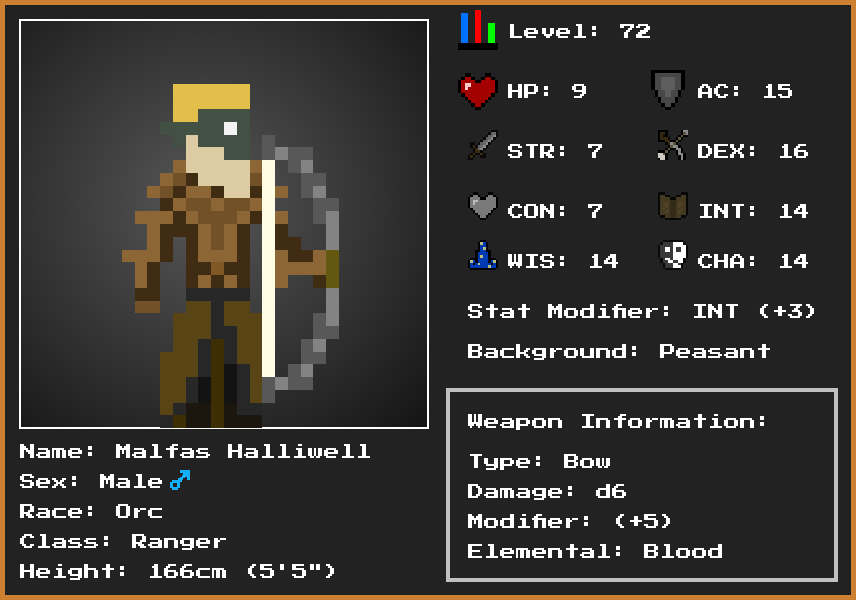 Level: 72
HP: 9
AC: 15
STR: 7
DEX: 16
CON: 7
INT: 14
WIS: 14
CHA: 14
Stat Modifier: INT (+3)
Background: Peasant
Weapon Information:
Type: Bow
Damage: d6
Modifier: (+5)
Elemental: Blood
Name: Malfas Halliwell
Sex: Male ♂
Race: Orc
Class: Ranger
Height: 166cm (5'5")